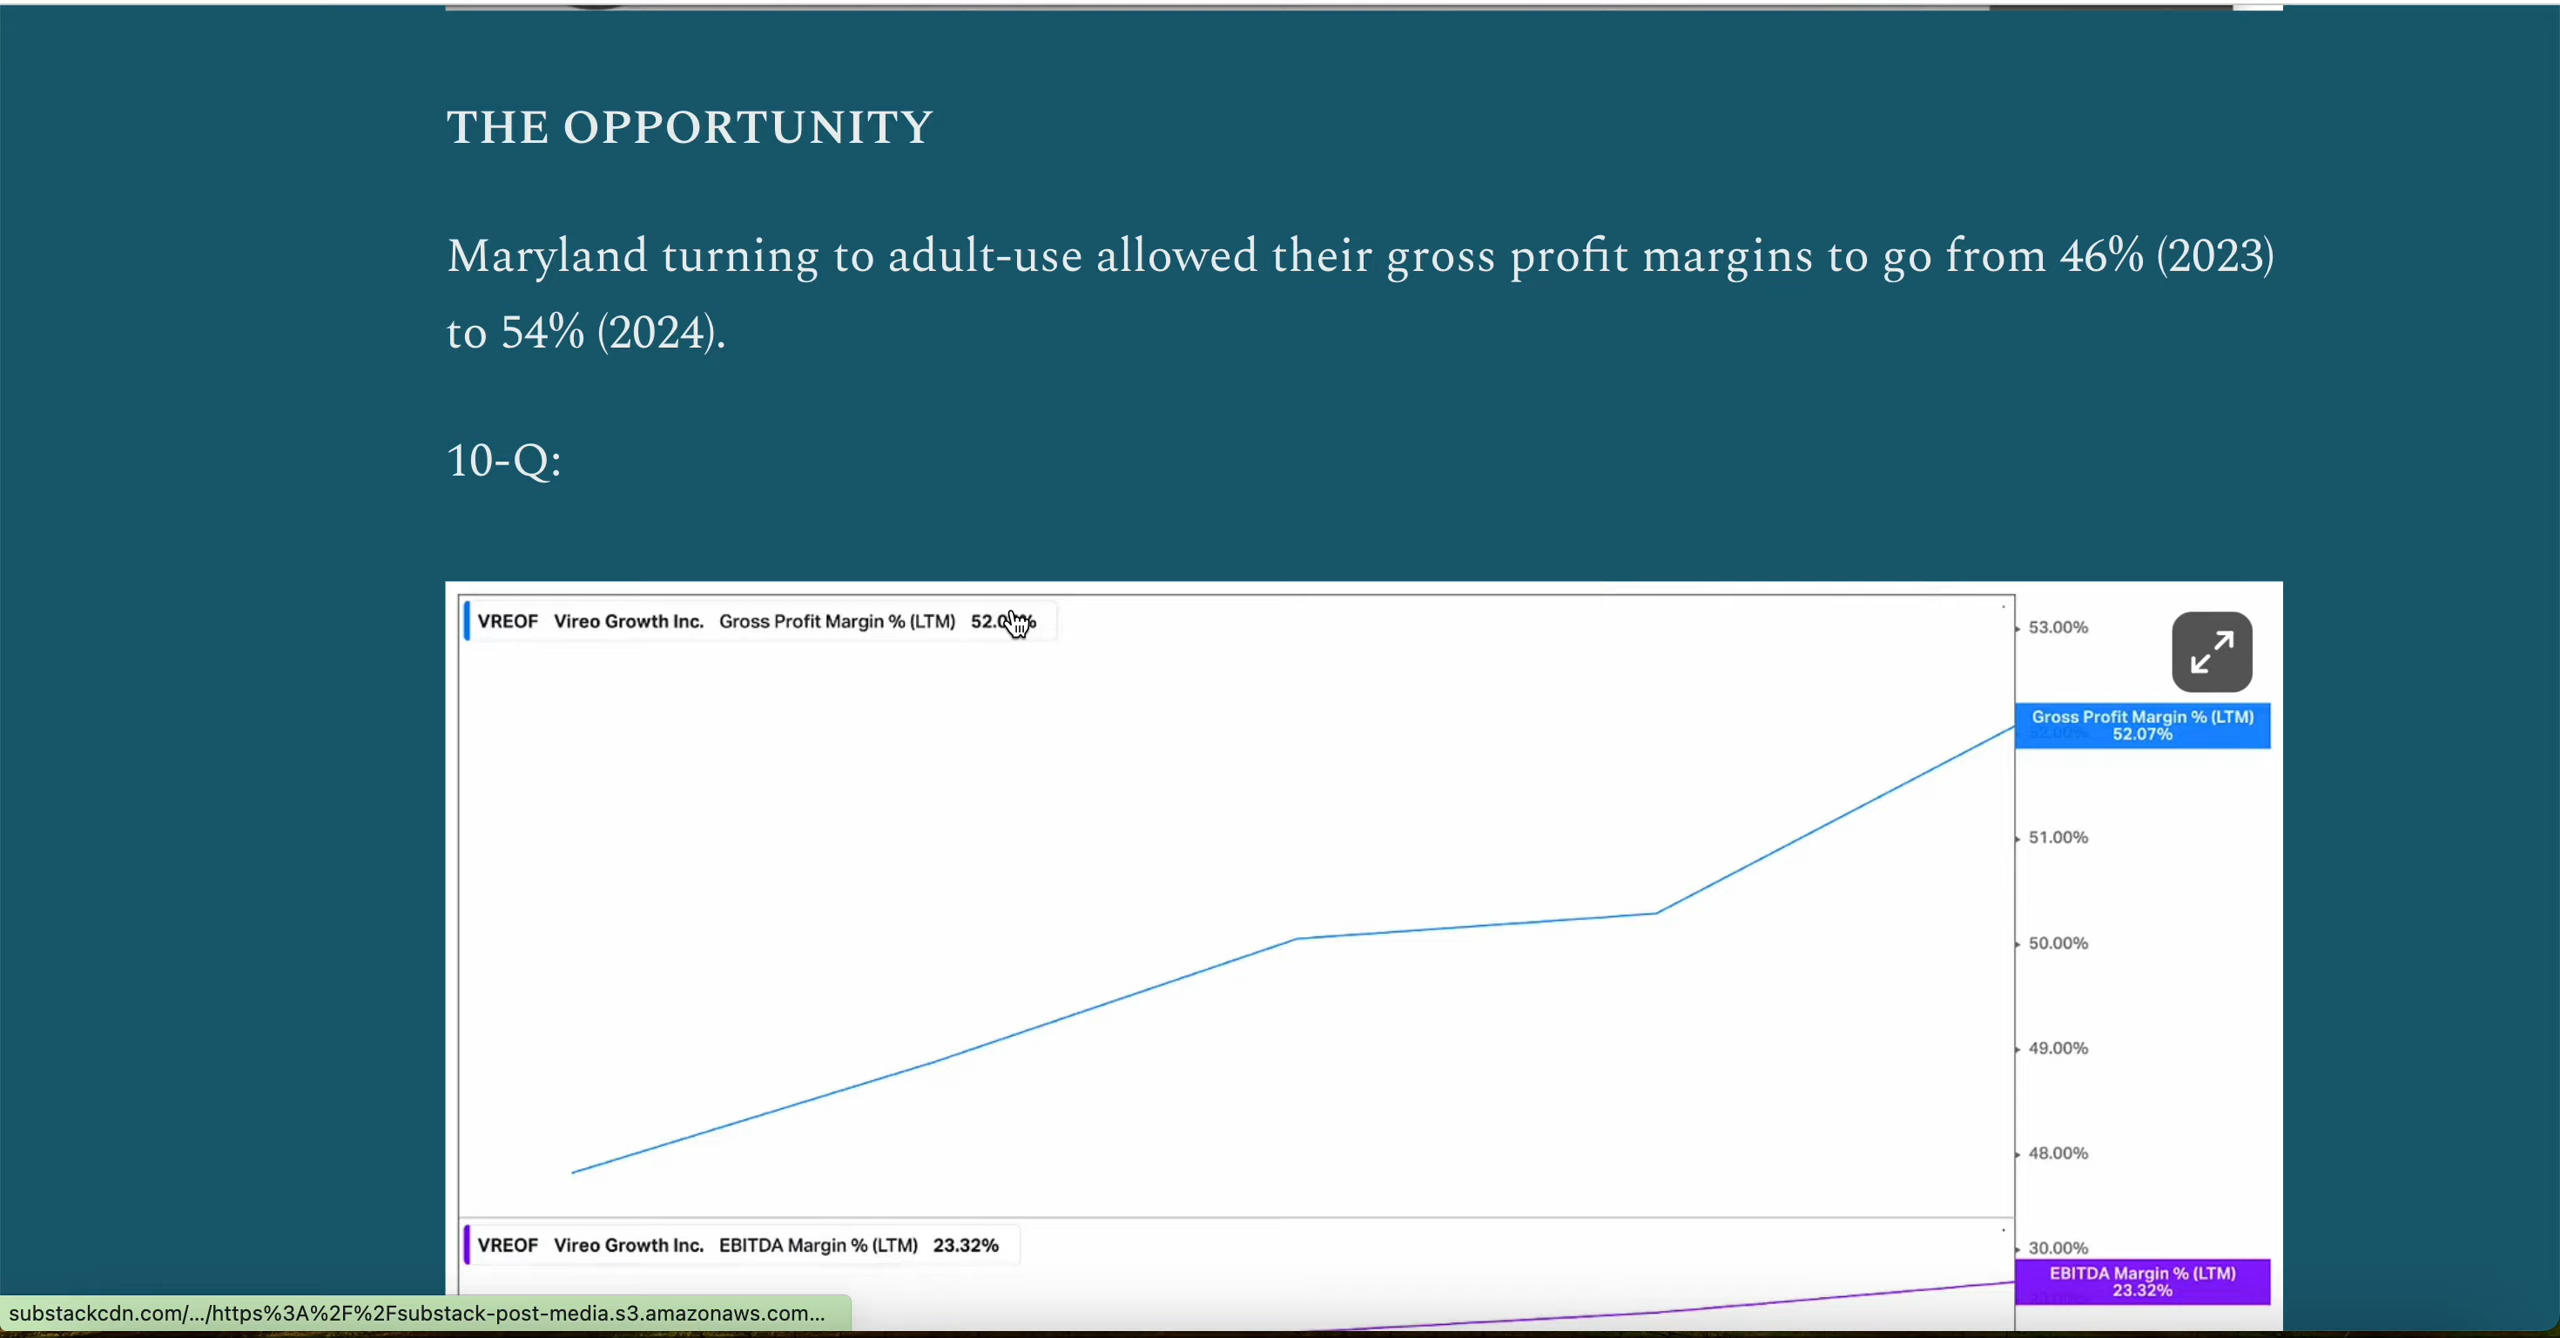 THE OPPORTUNITY
Maryland turning to adult-use allowed their gross profit margins to go from 46% (2023)
to 54% (2024).
10-Q:
VREOF Vireo Growth Inc. Gross Profit Margin % (LTM)
53.00%
Gross Profit Margin % (LTM)
52.07%
51.00%
50.00%
49.00%
48.00%
VREOF Vireo Growth Inc. EBITDA Margin % (LTM) 23.32%
30.00%
EBITDA Margin % (LTM)
23.32%
substackcdn.com/.../https%3A%2F%2Fsubstack-post-media.s3.amazonaws.com...